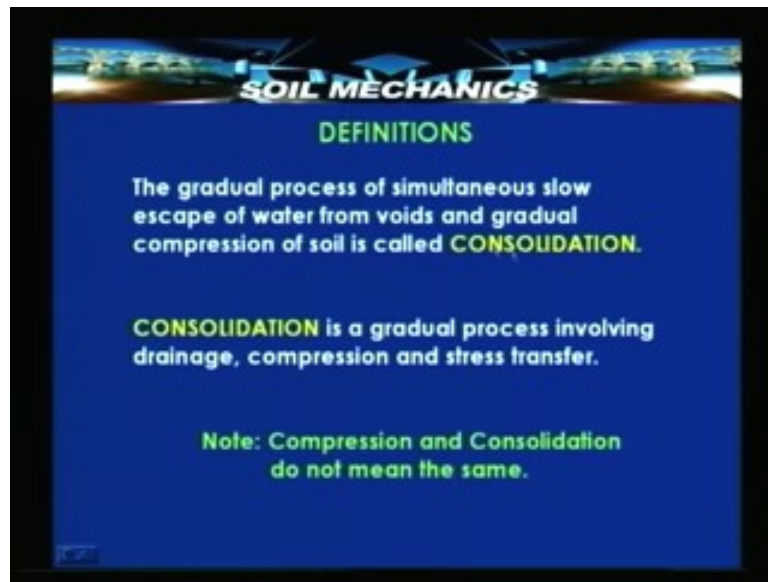 SOIL MECHANICS
DEFINITIONS
The gradual process of simultaneous slow
escape of water from voids and gradual
compression of soil is called CONSOLIDATION.
CONSOLIDATION is a gradual process involving
drainage, compression and stress transfer.
Note: Compression and Consolidation
do not mean the same.